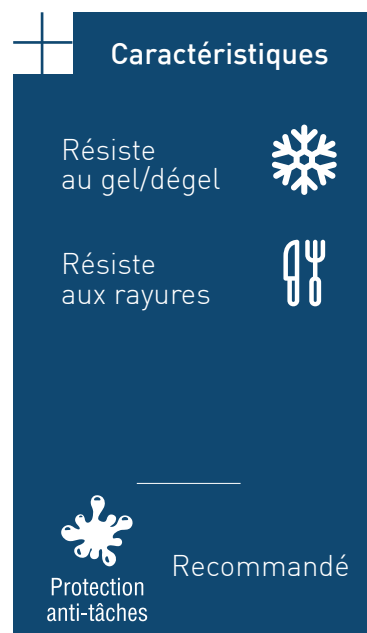 Caractéristiques
Résiste
au gel/dégel
Résiste
aux rayures
Recommandé
Protection
anti-tâches